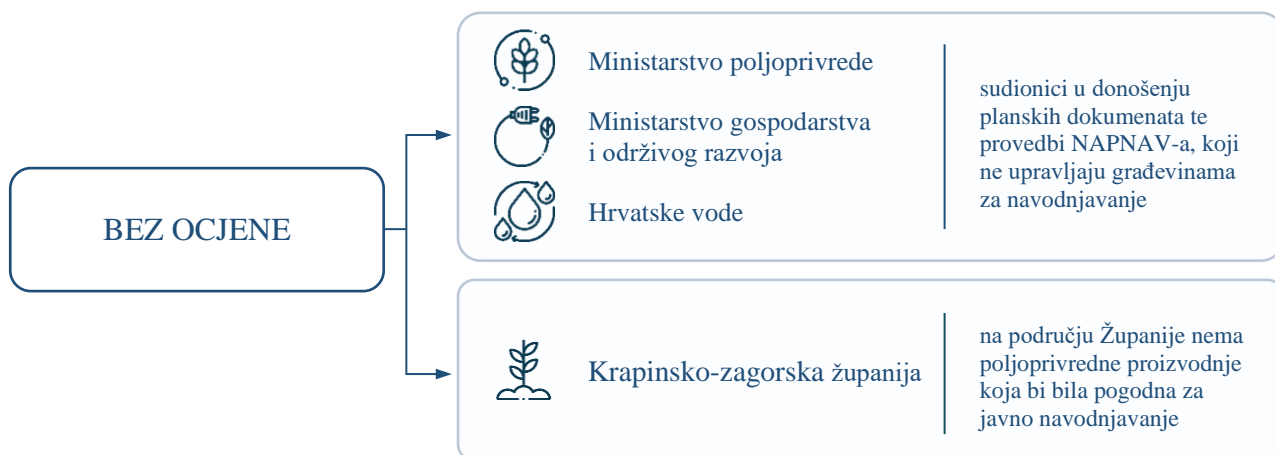 BEZ OCJENE
Ministarstvo poljoprivrede
Ministarstvo gospodarstva
i održivog razvoja
Hrvatske vode
sudionici u donošenju
planskih dokumenata te
provedbi NAPNAV-a, koji
ne upravljaju građevinama
za navodnjavanje
Krapinsko-zagorska županija
na području Županije nema
poljoprivredne proizvodnje
koja bi bila pogodna za
javno navodnjavanje